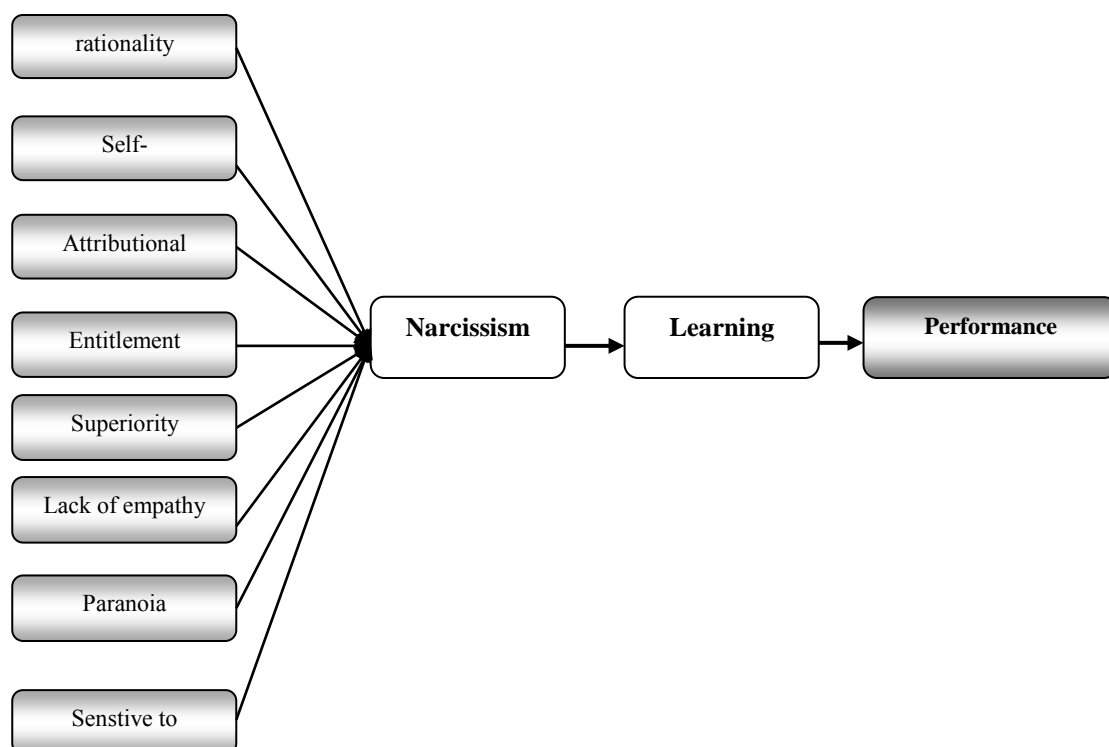 rationality
Self-
Attributional
Entitlement
Superiority
Lack of empathy
Paranoia
Senstive to
Narcissism
Learning
Performance